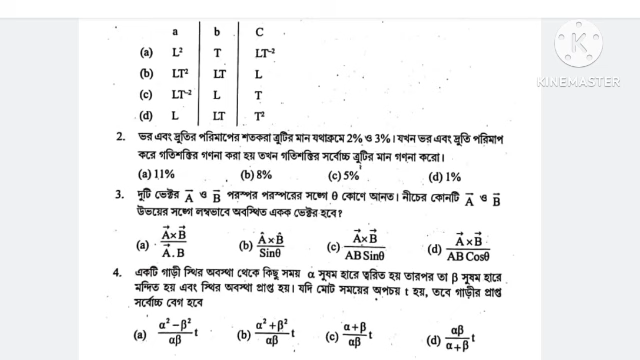 a b C
(a) L² T LT⁻²
(b) LT² LT L
(c) LT⁻² L T
(d) L LT T²
2. ভর এবং দ্রুতির পরিমাপের শতকরা ত্রুটির মান যথাক্রমে 2% ও 3%। যখন ভর এবং দ্রুতি পরিমাপ
করে গতিশক্তির গণনা করা হয় তখন গতিশক্তির সর্বোচ্চ ত্রুটির মান গণনা করো।
(a) 11% (b) 8% (c) 5% (d) 1%
3. দুটি ভেক্টর A⃗ ও B⃗ পরস্পর পরস্পরের সঙ্গে θ কোণে আনত। নীচের কোনটি A⃗ ও B⃗
উভয়ের সঙ্গে লম্বভাবে অবস্থিত একক ভেক্টর হবে?
(a) A⃗×B⃗ / A⃗.B⃗ (b) Â×B̂ / Sinθ (c) A⃗×B⃗ / AB Sinθ (d) A⃗×B⃗ / AB Cosθ
4. একটি গাড়ী স্থির অবস্থা থেকে কিছু সময় α সুষম হারে ত্বরিত হয় তারপর তা β সুষম হারে
মন্দিত হয় এবং স্থির অবস্থা প্রাপ্ত হয়। যদি মোট সময়ের অপচয় t হয়, তবে গাড়ীর প্রাপ্ত
সর্বোচ্চ বেগ হবে
(a) α²−β² / αβ t (b) α²+β² / αβ t (c) α+β / αβ t (d) αβ / α+β t
KINEMASTER